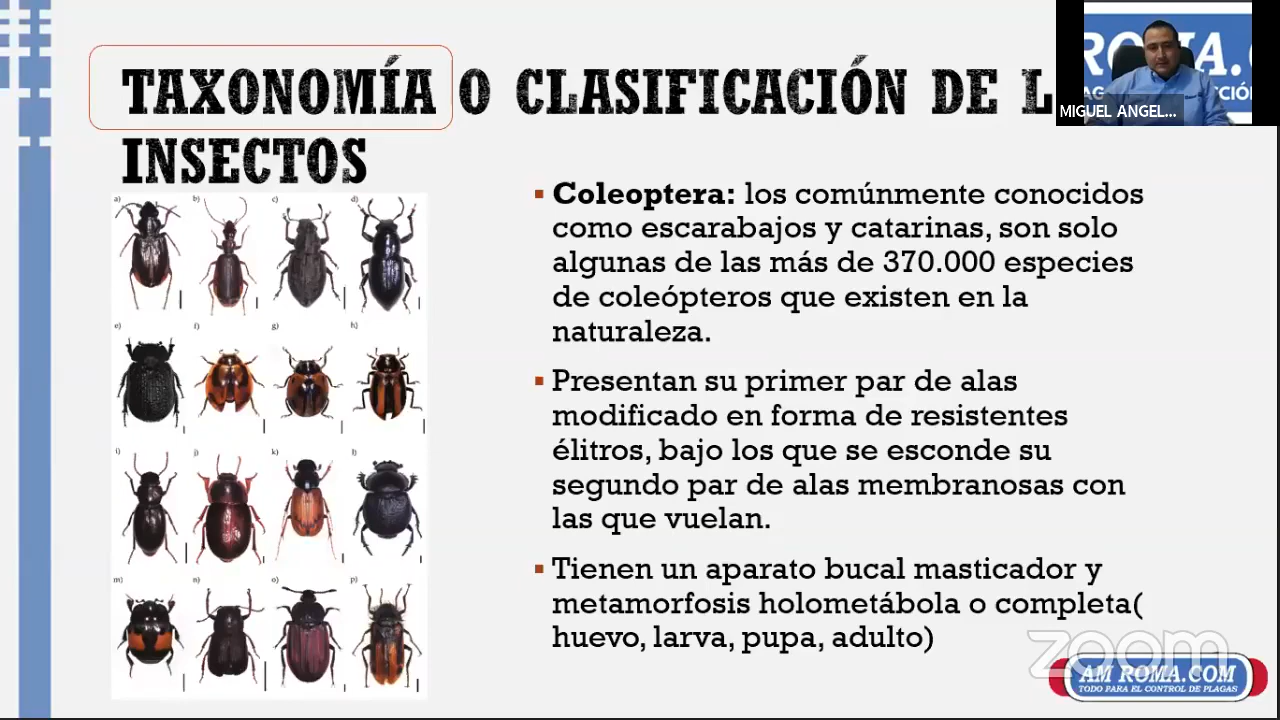 TAXONOMÍA O CLASIFICACIÓN DE L
INSECTOS
MIGUEL ANGEL...
a) b) c) d)
e) f) g) h)
i) j) k) l)
m) n) o) p)
▪ Coleoptera: los comúnmente conocidos
como escarabajos y catarinas, son solo
algunas de las más de 370.000 especies
de coleópteros que existen en la
naturaleza.
▪ Presentan su primer par de alas
modificado en forma de resistentes
élitros, bajo los que se esconde su
segundo par de alas membranosas con
las que vuelan.
▪ Tienen un aparato bucal masticador y
metamorfosis holometábola o completa(
huevo, larva, pupa, adulto)
zoom
AM ROMA.COM
TODO PARA EL CONTROL DE PLAGAS